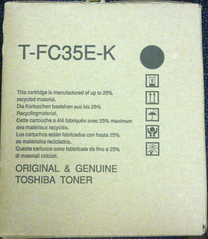 T-FC35E-K
This cartridge is manufactured of up to 25%
recycled material.
Die Kartuschen bestehen aus bis 25%
Recyclingmaterial.
Cette cartouche a été fabriquée avec 25% maximum
des matériaux recyclés.
Los cartuchos están fabricados con hasta 25%
de materiales reciclados.
Queste cartucce sono fabbricate da fino a 25%
di materiali riciclati.
ORIGINAL & GENUINE
TOSHIBA TONER